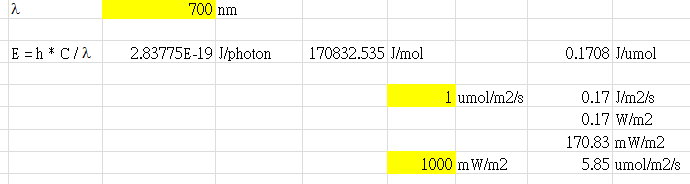 λ 700 nm
E = h * C / λ 2.83775E-19 J/photon 170832.535 J/mol 0.1708 J/umol
1 umol/m2/s 0.17 J/m2/s
0.17 W/m2
170.83 mW/m2
1000 mW/m2 5.85 umol/m2/s